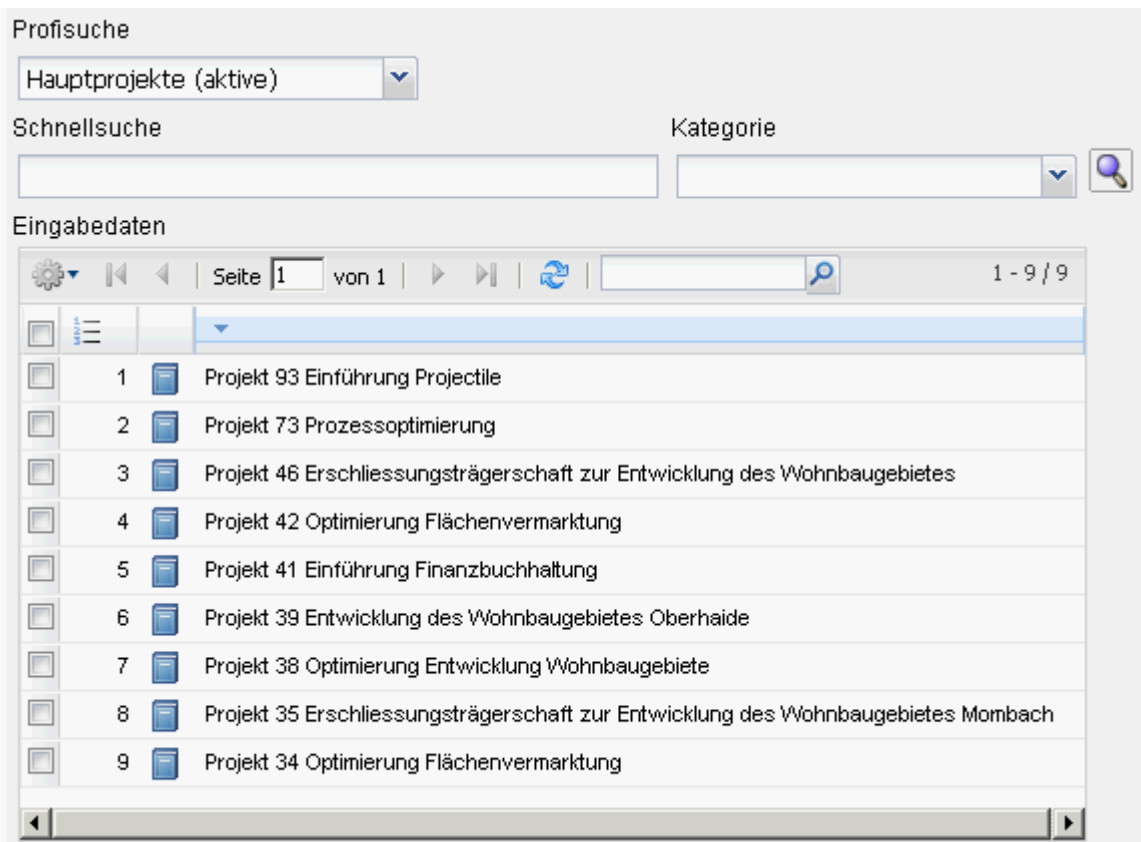 Profisuche
Hauptprojekte (aktive)
Schnellsuche Kategorie
Eingabedaten
Seite 1 von 1 1 - 9 / 9
1 Projekt 93 Einführung Projectile
2 Projekt 73 Prozessoptimierung
3 Projekt 46 Erschliessungsträgerschaft zur Entwicklung des Wohnbaugebietes
4 Projekt 42 Optimierung Flächenvermarktung
5 Projekt 41 Einführung Finanzbuchhaltung
6 Projekt 39 Entwicklung des Wohnbaugebietes Oberhaide
7 Projekt 38 Optimierung Entwicklung Wohnbaugebiete
8 Projekt 35 Erschliessungsträgerschaft zur Entwicklung des Wohnbaugebietes Mombach
9 Projekt 34 Optimierung Flächenvermarktung